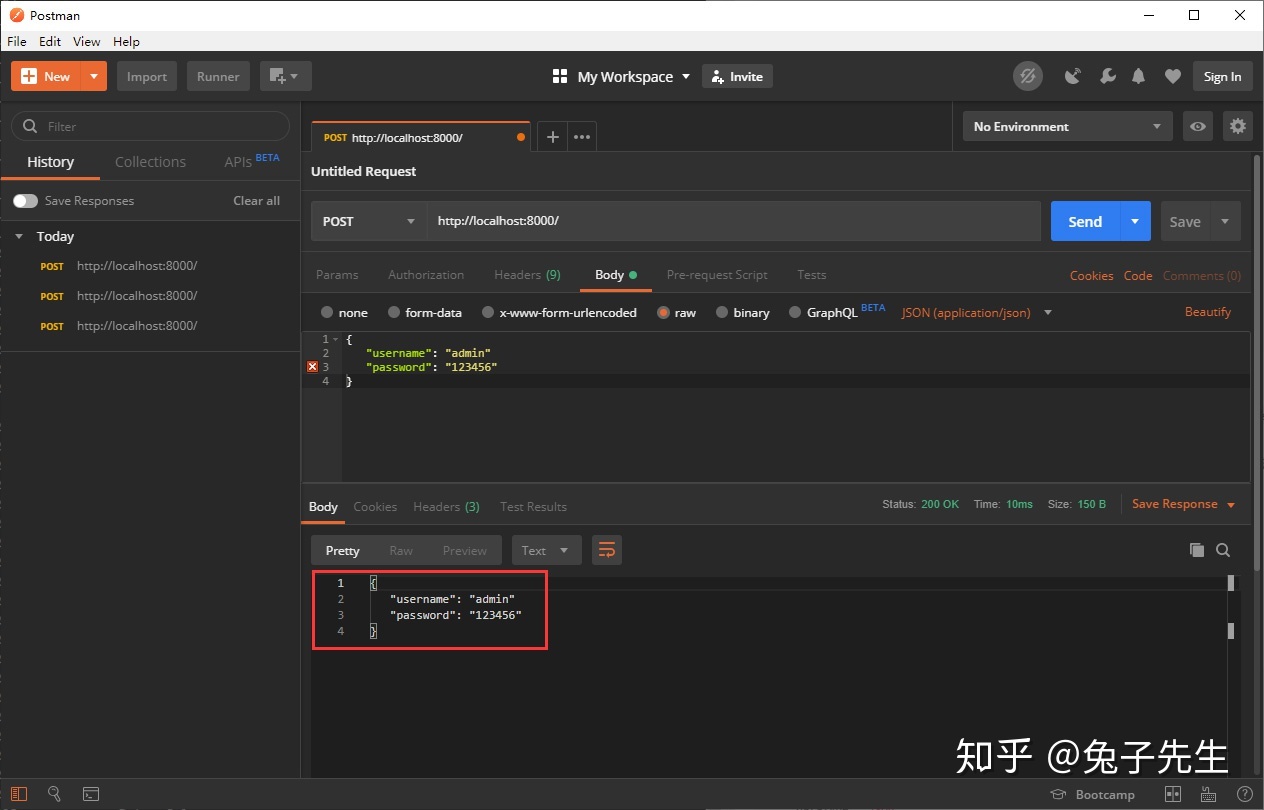 Postman
File Edit View Help
New Import Runner My Workspace Invite Sign In
Filter
History Collections APIs BETA
Save Responses Clear all
Today
POST http://localhost:8000/
POST http://localhost:8000/
POST http://localhost:8000/
POST http://localhost:8000/ No Environment
Untitled Request
POST http://localhost:8000/ Send Save
Params Authorization Headers (9) Body Pre-request Script Tests Cookies Code Comments (0)
none form-data x-www-form-urlencoded raw binary GraphQL BETA JSON (application/json) Beautify
1 {
2 "username": "admin"
3 "password": "123456"
4 }
Body Cookies Headers (3) Test Results Status: 200 OK Time: 10ms Size: 150 B Save Response
Pretty Raw Preview Text
1 {
2 "username": "admin"
3 "password": "123456"
4 }
知乎 @兔子先生
Bootcamp